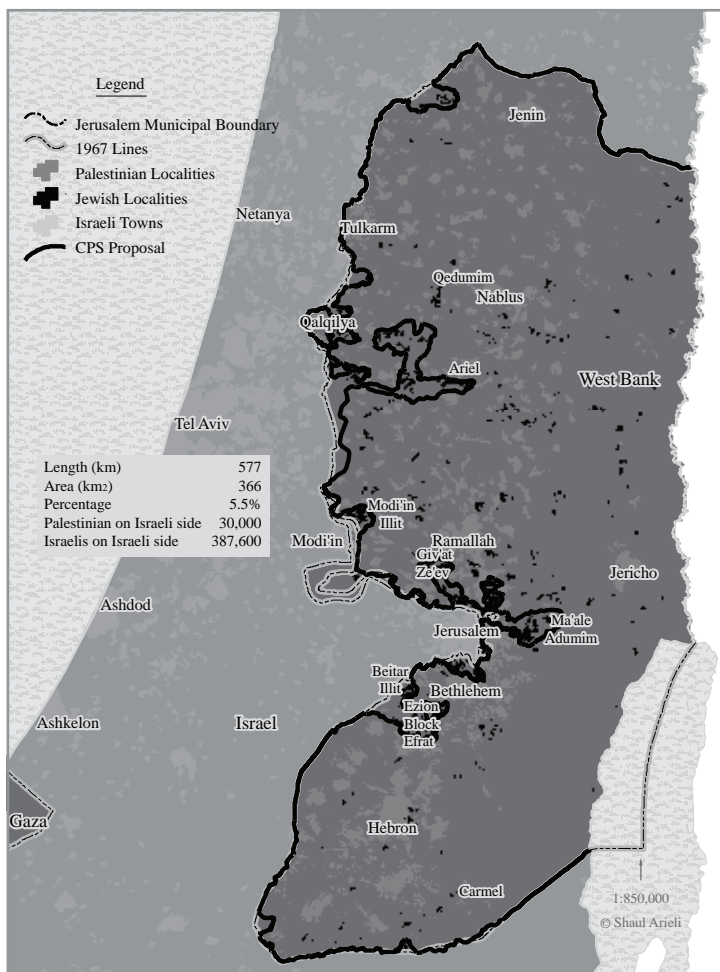 Legend
Jerusalem Municipal Boundary
1967 Lines
Palestinian Localities
Jewish Localities
Israeli Towns
CPS Proposal
Jenin
Netanya
Tulkarm
Qedumim
Nablus
Qalqilya
Ariel
West Bank
Tel Aviv
Length (km) 577
Area (km2) 366
Percentage 5.5%
Palestinian on Israeli side 30,000
Israelis on Israeli side 387,600
Modi'in
Illit
Modi'in
Ramallah
Giv'at
Ze'ev
Jericho
Ashdod
Jerusalem
Ma'ale
Adumim
Beitar
Illit
Bethlehem
Ezion
Block
Efrat
Ashkelon
Israel
Gaza
Hebron
Carmel
1:850,000
© Shaul Arieli